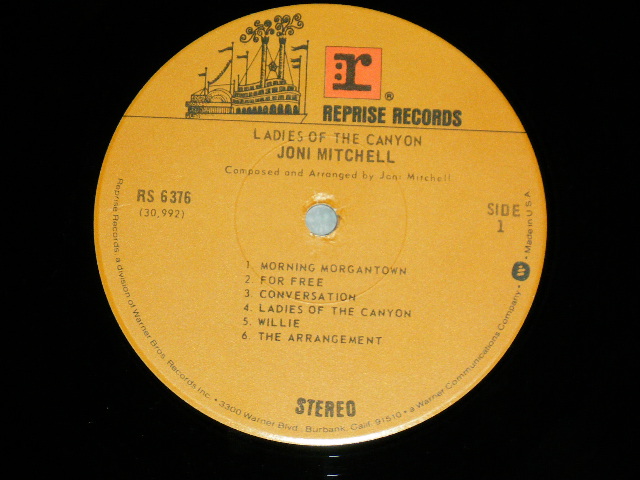 r
®
REPRISE RECORDS
LADIES OF THE CANYON
JONI MITCHELL
Composed and Arranged by Joni Mitchell
RS 6376
(30,992)
SIDE
1
1. MORNING MORGANTOWN
2. FOR FREE
3. CONVERSATION
4. LADIES OF THE CANYON
5. WILLIE
6. THE ARRANGEMENT
STEREO
Reprise Records, a division of Warner Bros. Records Inc. • 3300 Warner Blvd., Burbank, Calif. 91510 • a Warner Communications Company • W • Made in U.S.A.